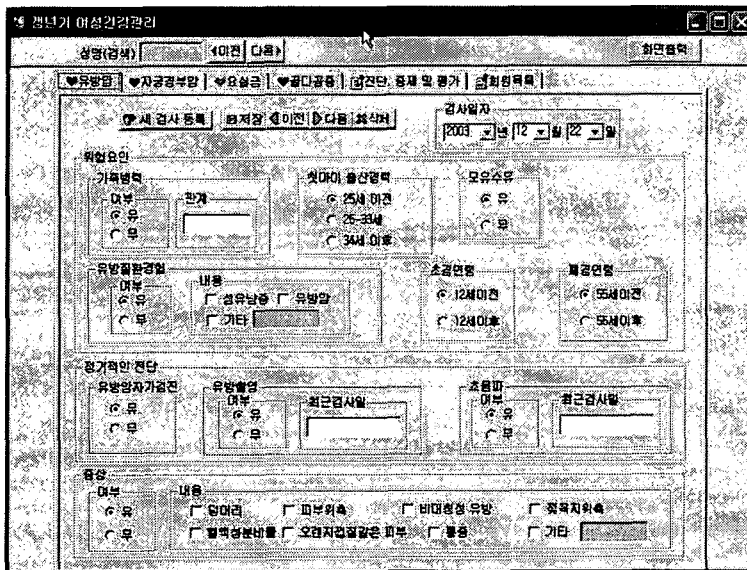 갱년기 여성건강관리
성명(검색) 이전 다음 화면출력
유방암 자궁경부암 요실금 골다공증 진단, 중재 및 평가 회원목록
세 검사 등록 저장 이전 다음 삭제
검사일자
2003 년 12 월 22 일
위험요인
가족병력 첫아이 출산경력 모유수유
여부 관계 25세 이전 유
유 25-33세 무
무 34세 이후
유방질환경험 초경연령 폐경연령
여부 내용 12세이전 55세이전
유 섬유낭종 유방암
무 기타 12세이후 55세이후
정기적인 진단
유방암자가검진 유방촬영 초음파
유 여부 최근검사일 여부 최근검사일
무 유 유
무 무
증상
여부 내용
유 덩어리 피부위축 비대칭성 유방 젖꼭지위축
무 혈액성분비물 오렌지껍질같은 피부 통증 기타